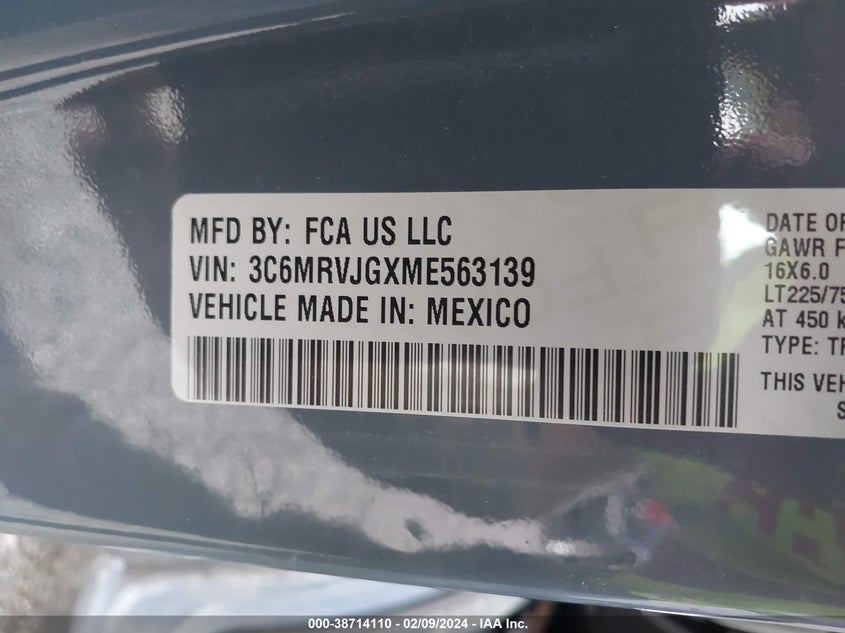 MFD BY: FCA US LLC
VIN: 3C6MRVJGXME563139
VEHICLE MADE IN: MEXICO
DATE OF
GAWR F
16X6.0
LT225/75
AT 450 k
TYPE: TR
THIS VEH
S
000-38714110 - 02/09/2024 - IAA Inc.